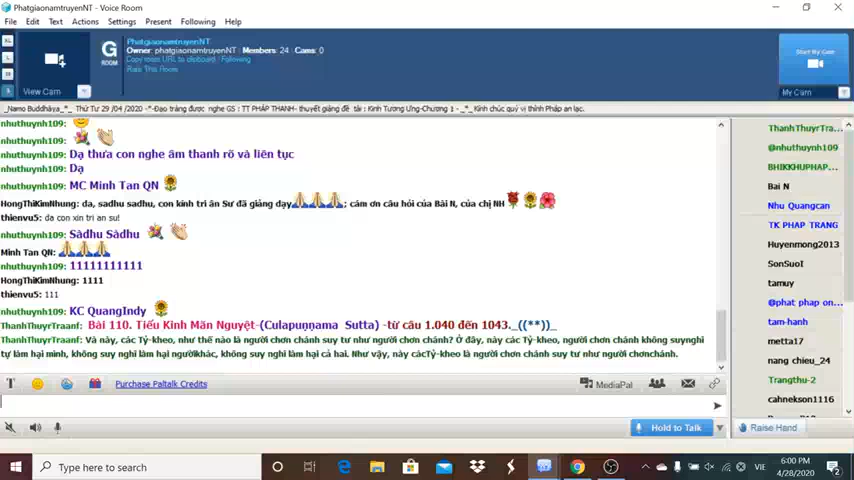 PhatgiaonamtruyenNT - Voice Room
File Edit Text Actions Settings Present Following Help
PhatgiaonamtruyenNT
G ROOM
Owner: phatgiaonamtruyenNT | Members: 24 | Cams: 0
Copy room URL to clipboard | Following
Rate This Room
View Cam
Start My Cam
My Cam
_Namo Buddhàya_*_ Thứ Tư 29 /04 /2020 -*-Đạo tràng được nghe GS : TT PHÁP THANH- thuyết giảng đề tài : Kinh Tương Ưng-Chương 1 - _*_ Kính chúc quý vị thính Pháp an lạc.
nhuthuynh109:
nhuthuynh109:
nhuthuynh109: Dạ thưa con nghe âm thanh rõ và liên tục
nhuthuynh109: Dạ
nhuthuynh109: MC Minh Tan QN
HongThiKimNhung: da, sadhu sadhu, con kính tri ân Sư đã giảng dạy ; cám ơn câu hỏi của Bài N, của chị NH
thienvu5: da con xin tri an su!
nhuthuynh109: Sàdhu Sàdhu
Minh Tan QN:
nhuthuynh109: 11111111111
HongThiKimNhung: 1111
thienvu5: 111
nhuthuynh109: KC QuangIndy
ThanhThuyrTraanf: Bài 110. Tiểu Kinh Mãn Nguyệt-(Culapuṇṇama Sutta) -từ câu 1.040 đến 1043._((**))_
ThanhThuyrTraanf: Và này, các Tỷ-kheo, như thế nào là người chơn chánh suy tư như người chơn chánh? Ở đây, này các Tỷ-kheo, người chơn chánh không suynghĩ
tự làm hại mình, không suy nghĩ làm hại ngườikhác, không suy nghĩ làm hại cả hai. Như vậy, này cácTỷ-kheo là người chơn chánh suy tư như người chơnchánh.
ThanhThuyrTra...
@nhuthuynh109
BHIKKHUPHAP...
Bai N
Nhu Quangcan
TK PHAP TRANG
Huyenmong2013
SonSuoI
tamuy
@phat phap on...
tam-hanh
metta17
nang chieu_24
Trangthu-2
cahnekson1116
T
Purchase Paltalk Credits
MediaPal
Hold to Talk
Raise Hand
Type here to search
VIE
6:00 PM
4/28/2020
2